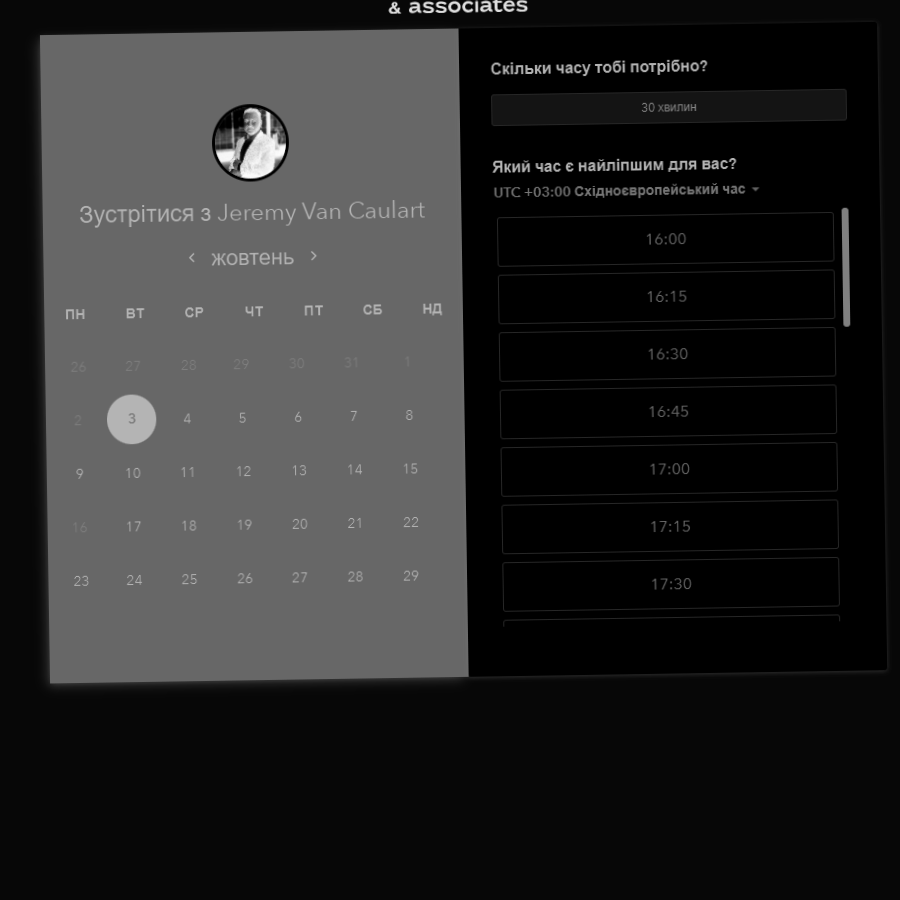 & associates
Зустрітися з Jeremy Van Caulart
жовтень
ПН ВТ СР ЧТ ПТ СБ НД
26 27 28 29 30 31 1
2 3 4 5 6 7 8
9 10 11 12 13 14 15
16 17 18 19 20 21 22
23 24 25 26 27 28 29
Скільки часу тобі потрібно?
30 хвилин
Який час є найліпшим для вас?
UTC +03:00 Східноєвропейський час
16:00
16:15
16:30
16:45
17:00
17:15
17:30